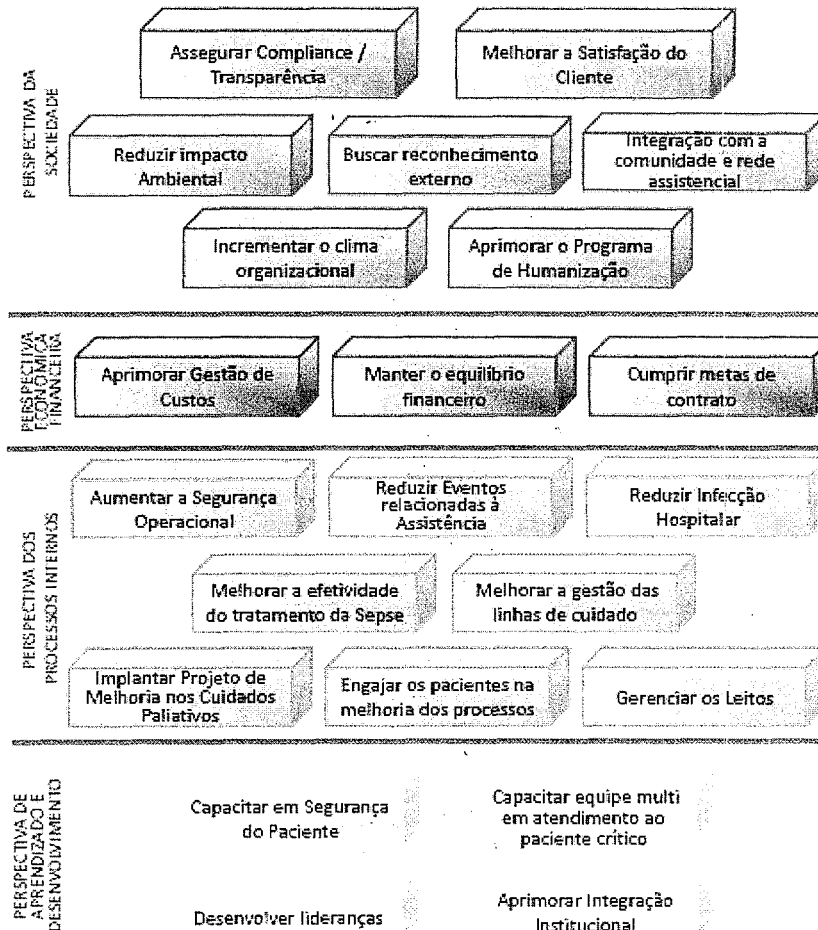 PERSPECTIVA DA
SOCIEDADE
Assegurar Compliance /
Transparência
Melhorar a Satisfação do
Cliente
Reduzir impacto
Ambiental
Buscar reconhecimento
externo
Integração com a
comunidade e rede
assistencial
Incrementar o clima
organizacional
Aprimorar o Programa
de Humanização
PERSPECTIVA
ECONÔMICA
FINANCEIRA
Aprimorar Gestão de
Custos
Manter o equilíbrio
financeiro
Cumprir metas de
contrato
PERSPECTIVA DOS
PROCESSOS INTERNOS
Aumentar a Segurança
Operacional
Reduzir Eventos
relacionadas à
Assistência
Reduzir Infecção
Hospitalar
Melhorar a efetividade
do tratamento da Sepse
Melhorar a gestão das
linhas de cuidado
Implantar Projeto de
Melhoria nos Cuidados
Paliativos
Engajar os pacientes na
melhoria dos processos
Gerenciar os Leitos
PERSPECTIVA DE
APRENDIZADO E
DESENVOLVIMENTO
Capacitar em Segurança
do Paciente
Capacitar equipe multi
em atendimento ao
paciente crítico
Desenvolver lideranças
Aprimorar Integração
Institucional